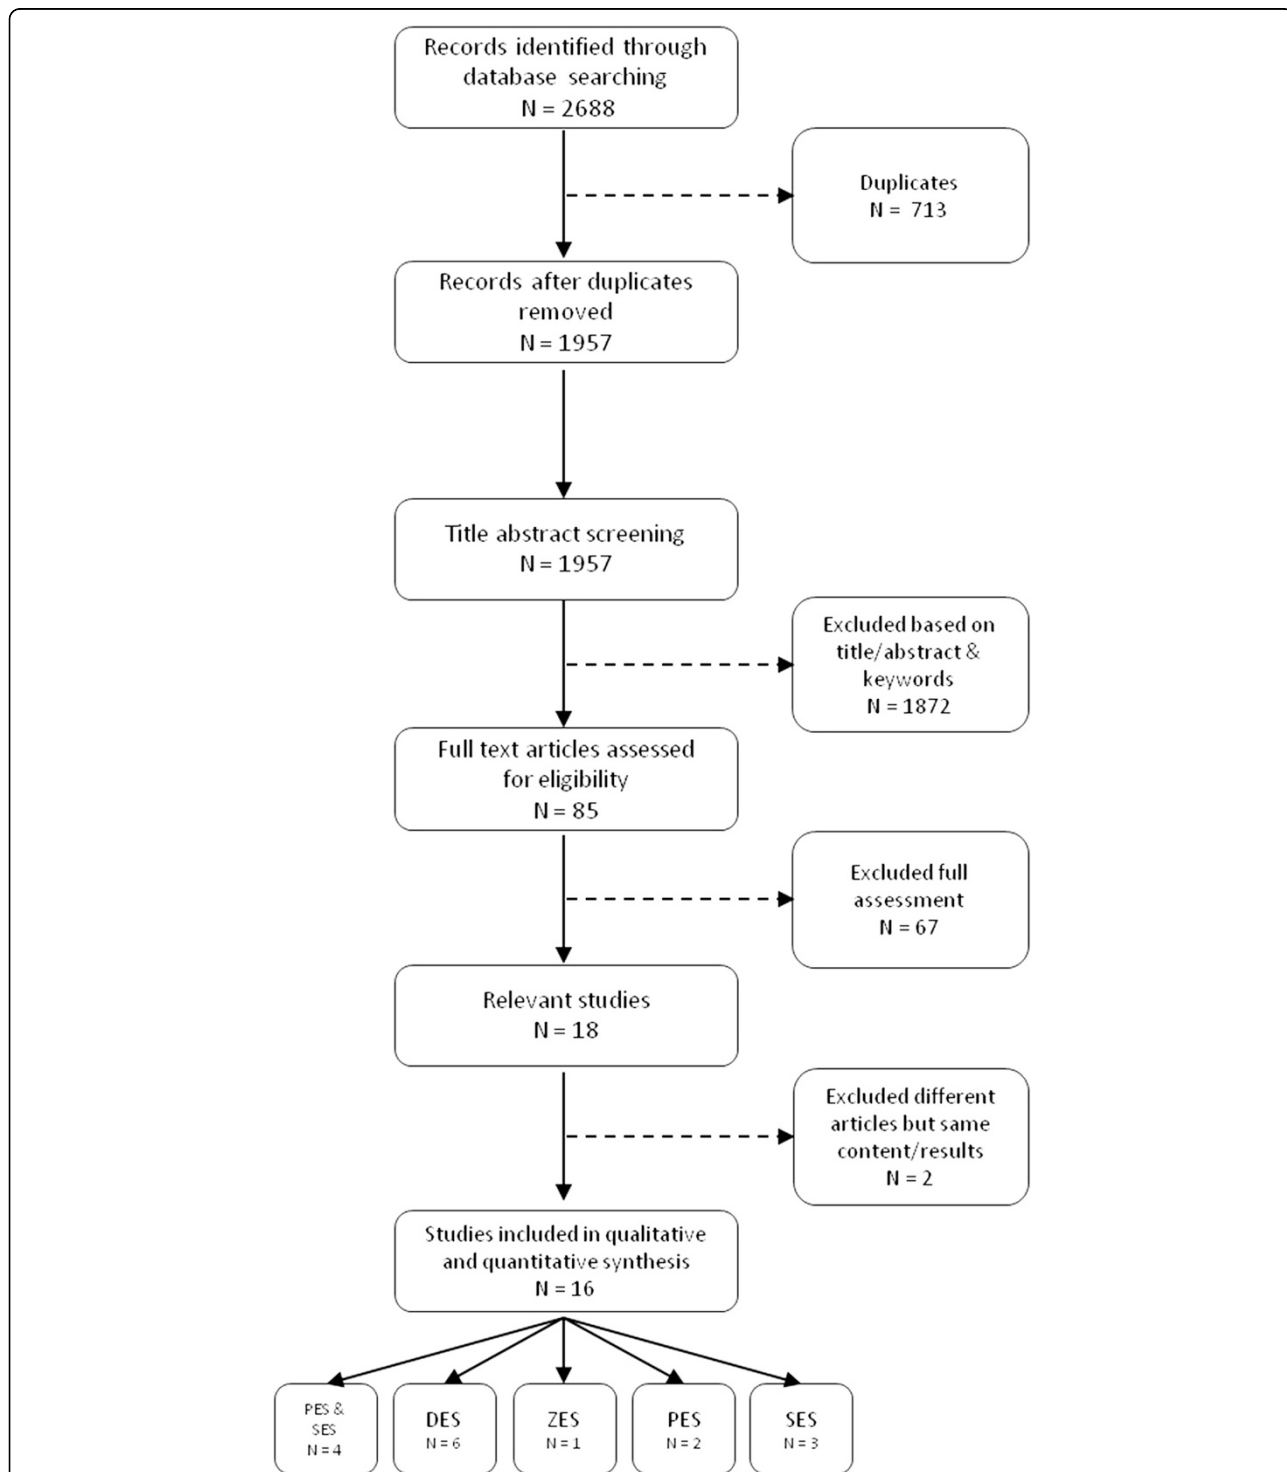 Records identified through
database searching
N = 2688
Duplicates
N = 713
Records after duplicates
removed
N = 1957
Title abstract screening
N = 1957
Excluded based on
title/abstract &
keywords
N = 1872
Full text articles assessed
for eligibility
N = 85
Excluded full
assessment
N = 67
Relevant studies
N = 18
Excluded different
articles but same
content/results
N = 2
Studies included in qualitative
and quantitative synthesis
N = 16
PES &
SES
N = 4
DES
N = 6
ZES
N = 1
PES
N = 2
SES
N = 3